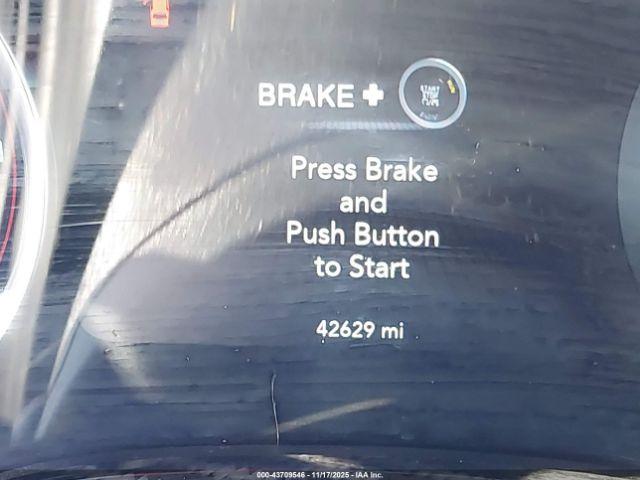 BRAKE +
START
STOP
Press Brake
and
Push Button
to Start
42629 mi
000-43709546 - 11/17/2025 - IAA Inc.